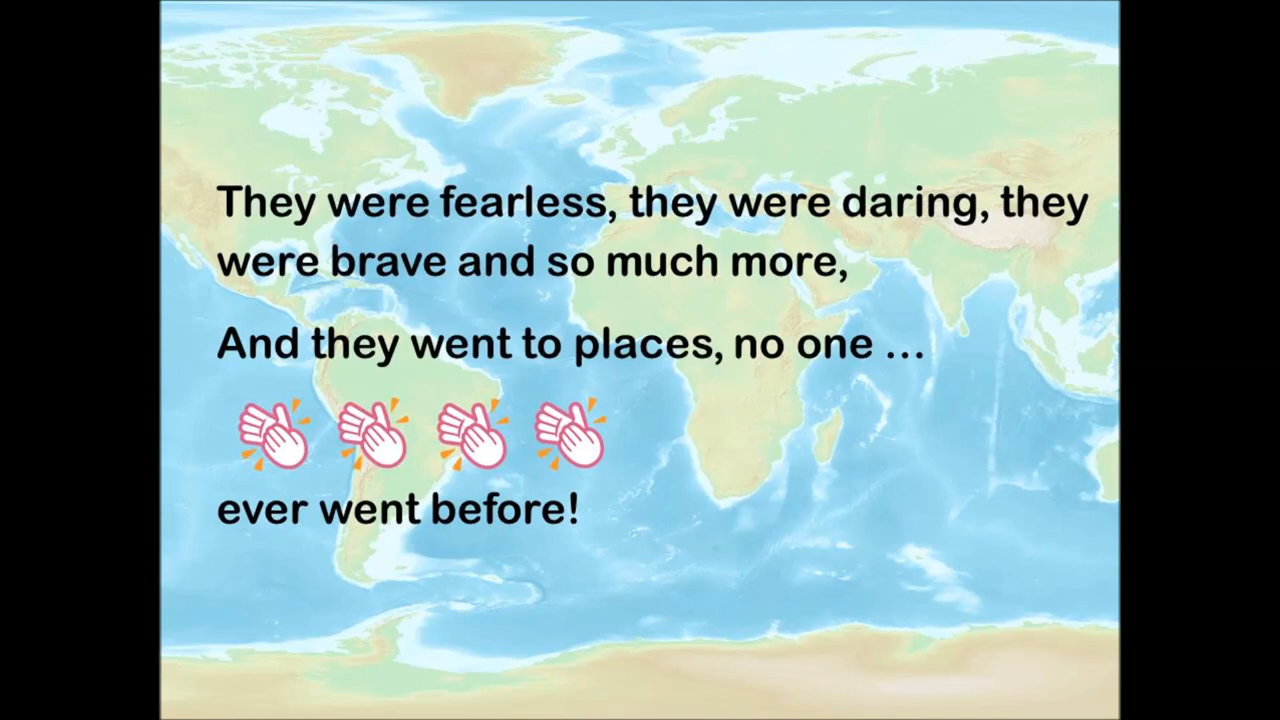 They were fearless, they were daring, they
were brave and so much more,
And they went to places, no one ...
ever went before!